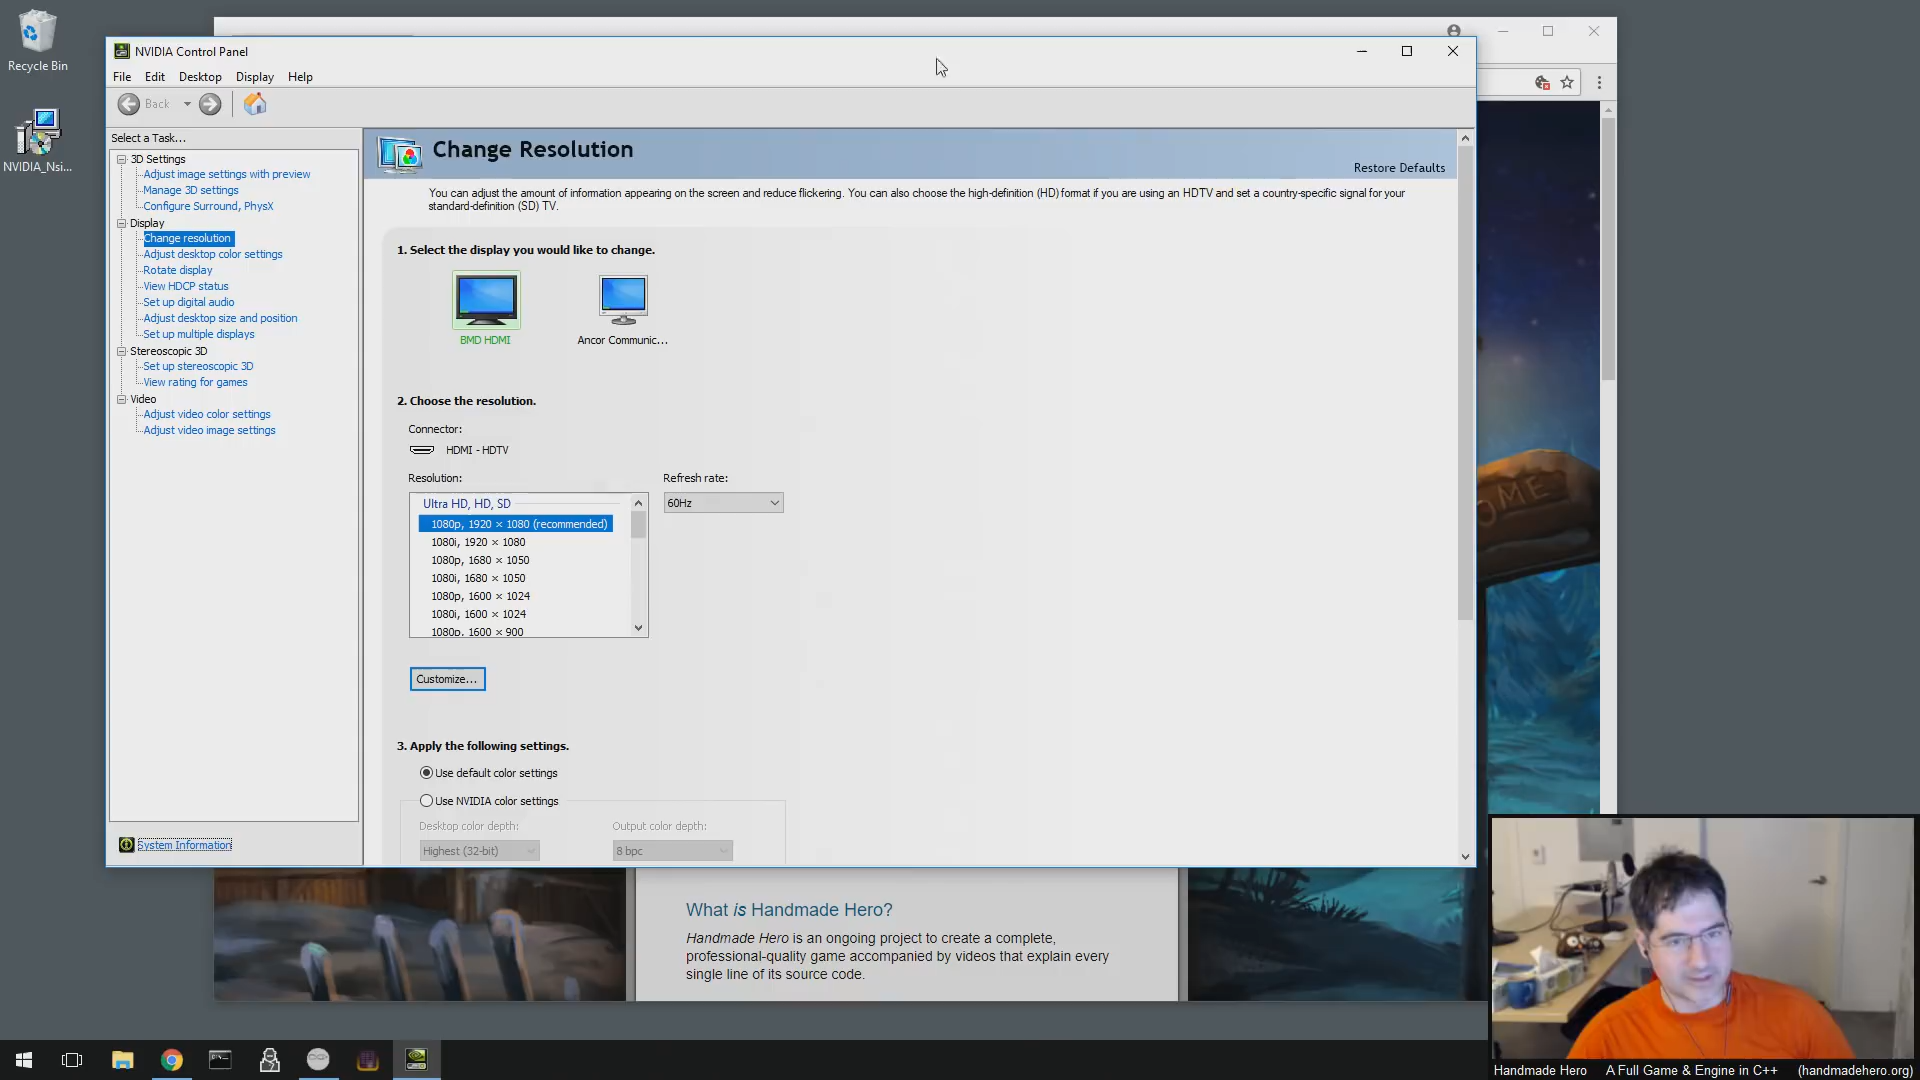 Recycle Bin
NVIDIA_Nsi...
NVIDIA Control Panel
File Edit Desktop Display Help
Back
Select a Task...
3D Settings
Adjust image settings with preview
Manage 3D settings
Configure Surround, PhysX
Display
Change resolution
Adjust desktop color settings
Rotate display
View HDCP status
Set up digital audio
Adjust desktop size and position
Set up multiple displays
Stereoscopic 3D
Set up stereoscopic 3D
View rating for games
Video
Adjust video color settings
Adjust video image settings
System Information
Change Resolution
Restore Defaults
You can adjust the amount of information appearing on the screen and reduce flickering. You can also choose the high-definition (HD) format if you are using an HDTV and set a country-specific signal for your
standard-definition (SD) TV.
1. Select the display you would like to change.
BMD HDMI
Ancor Communic...
2. Choose the resolution.
Connector:
HDMI - HDTV
Resolution:
Refresh rate:
Ultra HD, HD, SD
60Hz
1080p, 1920 × 1080 (recommended)
1080i, 1920 × 1080
1080p, 1680 × 1050
1080i, 1680 × 1050
1080p, 1600 × 1024
1080i, 1600 × 1024
1080p, 1600 × 900
Customize...
3. Apply the following settings.
Use default color settings
Use NVIDIA color settings
Desktop color depth:
Output color depth:
Highest (32-bit)
8 bpc
What is Handmade Hero?
Handmade Hero is an ongoing project to create a complete,
professional-quality game accompanied by videos that explain every
single line of its source code.
Handmade Hero A Full Game & Engine in C++ (handmadehero.org)